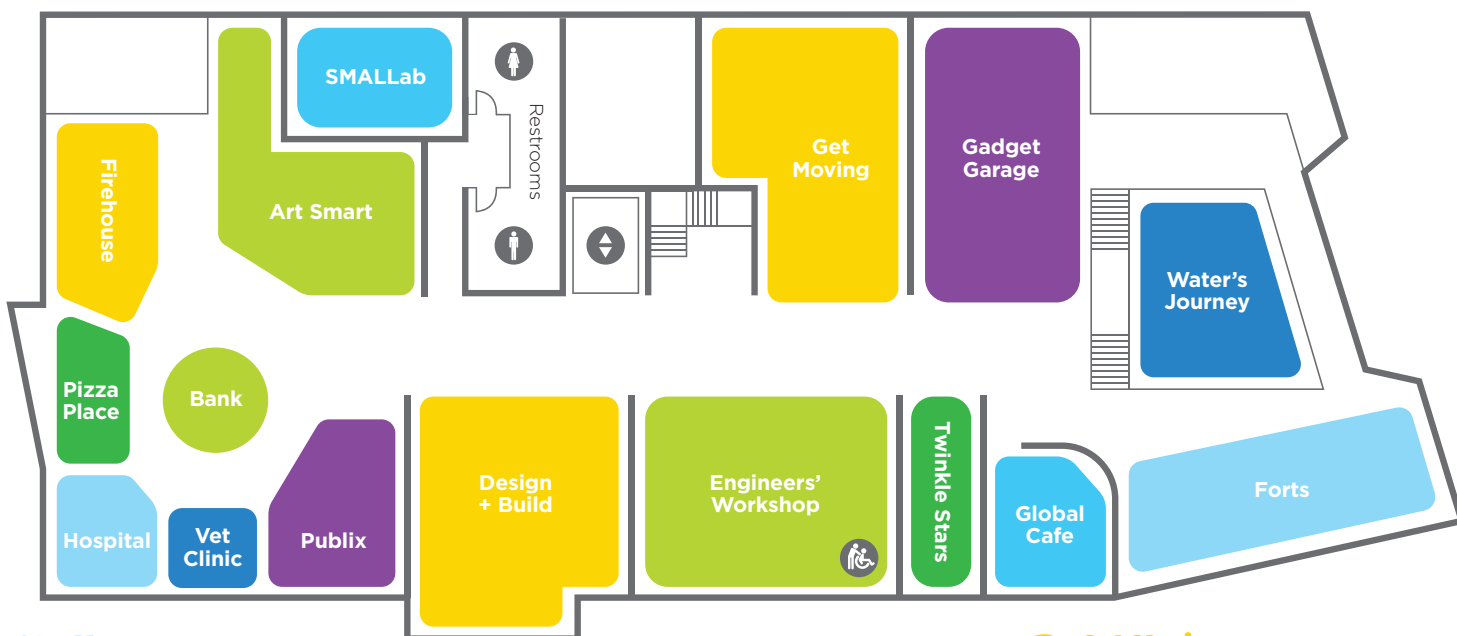 SMALLab
Restrooms
Get
Moving
Gadget
Garage
Firehouse
Art Smart
Water’s
Journey
Pizza
Place
Bank
Design
+ Build
Engineers’
Workshop
Twinkle Stars
Forts
Global
Cafe
Hospital
Vet
Clinic
Publix